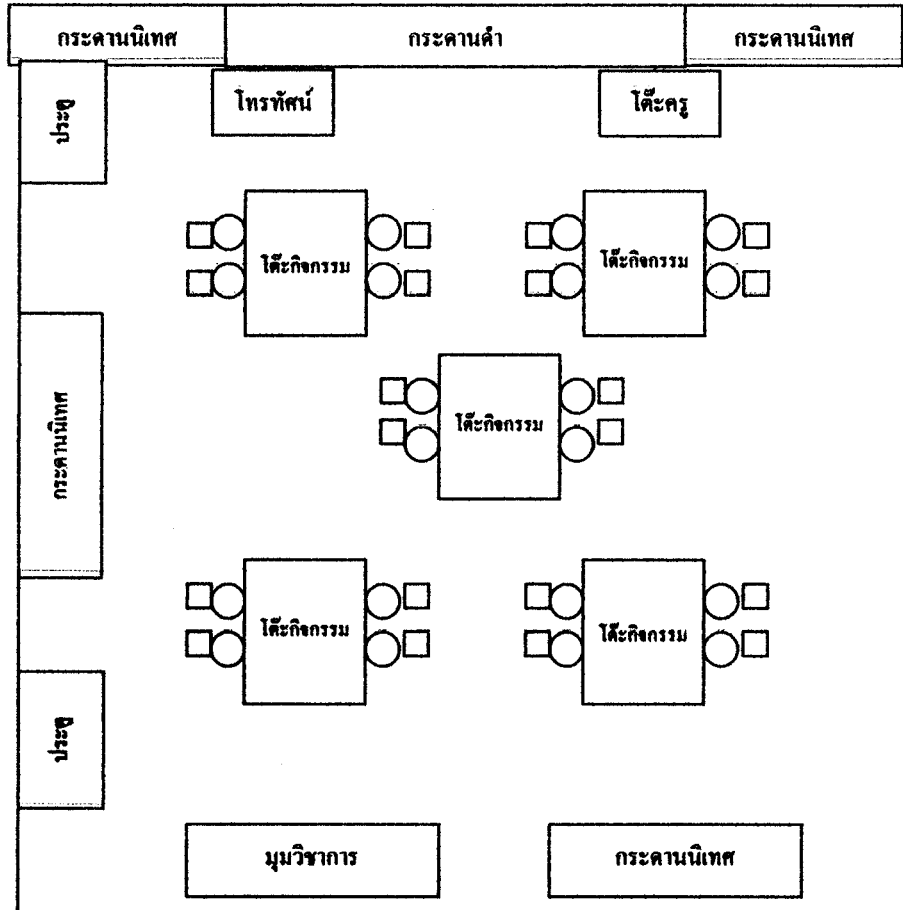 กระดานนิเทศ
กระดานดำ
กระดานนิเทศ
โทรทัศน์
โต๊ะครู
ประตู
โต๊ะกิจกรรม
โต๊ะกิจกรรม
กระดานนิเทศ
โต๊ะกิจกรรม
โต๊ะกิจกรรม
โต๊ะกิจกรรม
ประตู
มุมวิชาการ
กระดานนิเทศ